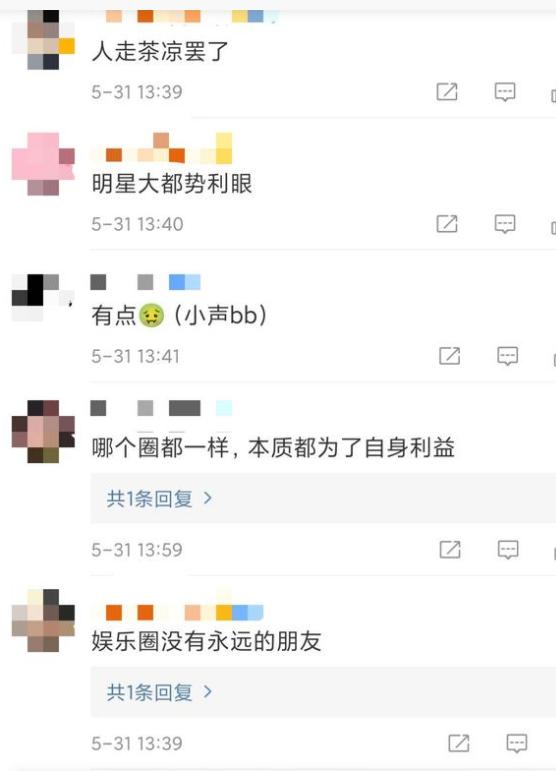 人走茶凉罢了
5-31 13:39
明星大都势利眼
5-31 13:40
有点🤢（小声bb）
5-31 13:41
哪个圈都一样，本质都为了自身利益
共1条回复 >
5-31 13:59
娱乐圈没有永远的朋友
共1条回复 >
5-31 13:39